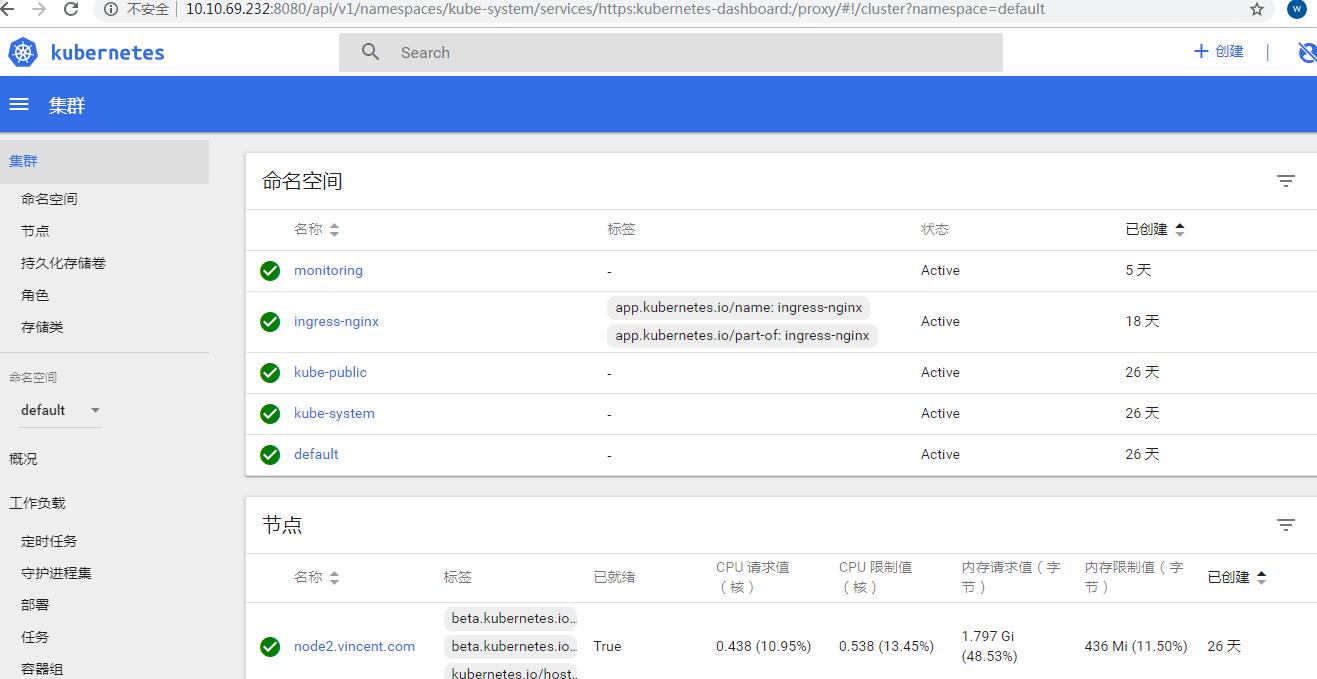 不安全 10.10.69.232:8080/api/v1/namespaces/kube-system/services/https:kubernetes-dashboard:/proxy/#!/cluster?namespace=default
W
kubernetes
Search
创建
集群
集群
命名空间
节点
持久化存储卷
角色
存储类
命名空间
default
概况
工作负载
定时任务
守护进程集
部署
任务
容器组
命名空间
名称 标签 状态 已创建
monitoring - Active 5 天
ingress-nginx app.kubernetes.io/name: ingress-nginx Active 18 天
app.kubernetes.io/part-of: ingress-nginx
kube-public - Active 26 天
kube-system - Active 26 天
default - Active 26 天
节点
名称 标签 已就绪 CPU 请求值 CPU 限制值 内存请求值（字 内存限制值（字 已创建
（核） （核） 节） 节）
beta.kubernetes.io...
node2.vincent.com beta.kubernetes.io... True 0.438 (10.95%) 0.538 (13.45%) 1.797 Gi 436 Mi (11.50%) 26 天
(48.53%)
kubernetes.io/host...